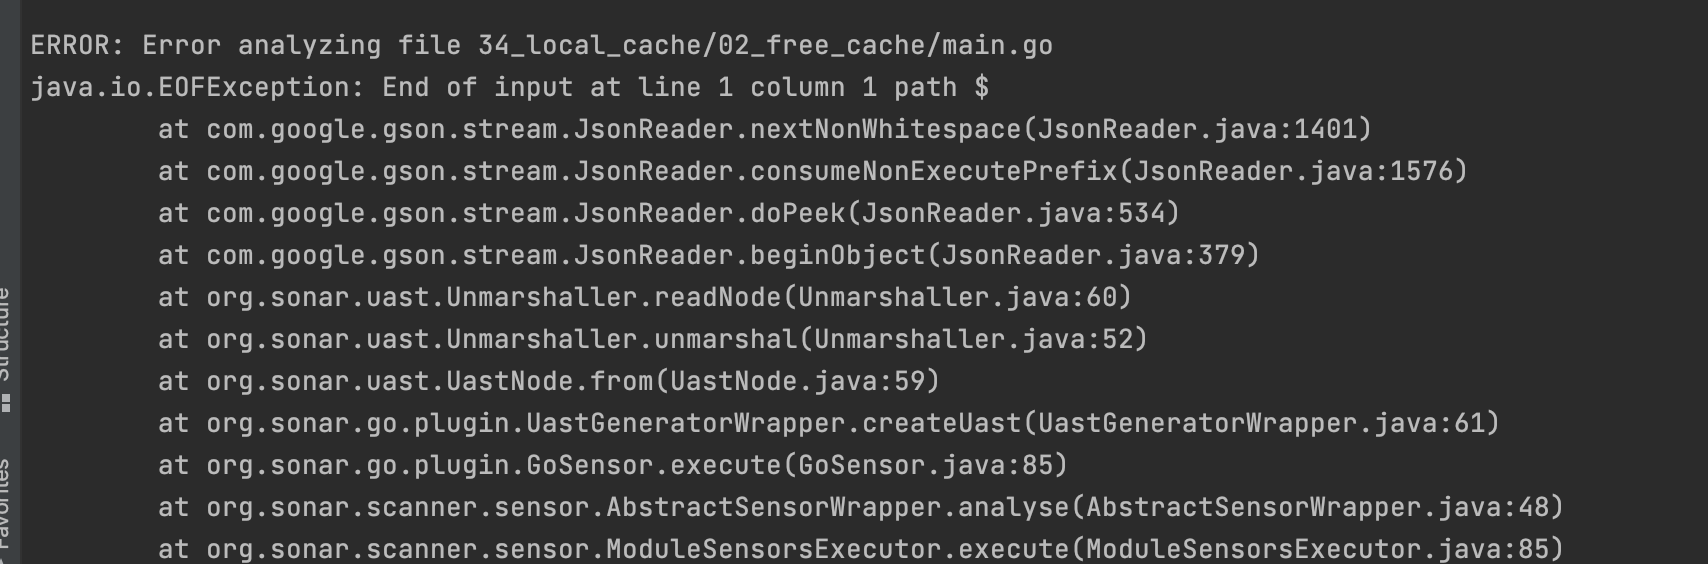 ERROR: Error analyzing file 34_local_cache/02_free_cache/main.go
java.io.EOFException: End of input at line 1 column 1 path $
at com.google.gson.stream.JsonReader.nextNonWhitespace(JsonReader.java:1401)
at com.google.gson.stream.JsonReader.consumeNonExecutePrefix(JsonReader.java:1576)
at com.google.gson.stream.JsonReader.doPeek(JsonReader.java:534)
at com.google.gson.stream.JsonReader.beginObject(JsonReader.java:379)
at org.sonar.uast.Unmarshaller.readNode(Unmarshaller.java:60)
at org.sonar.uast.Unmarshaller.unmarshal(Unmarshaller.java:52)
at org.sonar.uast.UastNode.from(UastNode.java:59)
at org.sonar.go.plugin.UastGeneratorWrapper.createUast(UastGeneratorWrapper.java:61)
at org.sonar.go.plugin.GoSensor.execute(GoSensor.java:85)
at org.sonar.scanner.sensor.AbstractSensorWrapper.analyse(AbstractSensorWrapper.java:48)
at org.sonar.scanner.sensor.ModuleSensorsExecutor.execute(ModuleSensorsExecutor.java:85)
Structure
Favorites